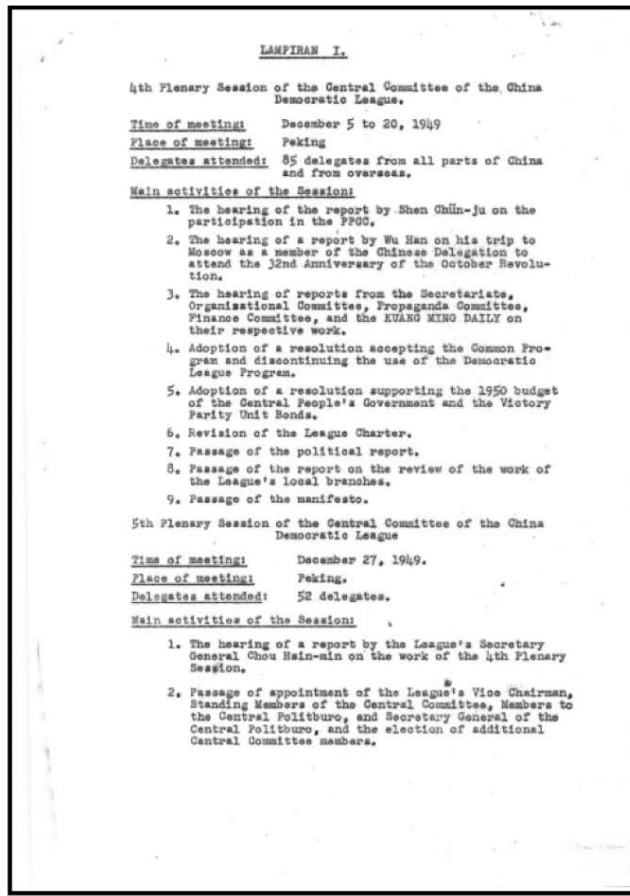 LAMPIRAN I.
4th Plenary Session of the Central Committee of the China
Democratic League.
Time of meeting: December 5 to 20, 1949
Place of meeting: Peking
Delegates attended: 85 delegates from all parts of China
and from overseas.
Main activities of the Session:
1. The hearing of the report by Shen Chün-ju on the
participation in the PPCC.
2. The hearing of a report by Wu Han on his trip to
Moscow as a member of the Chinese Delegation to
attend the 32nd Anniversary of the October Revolu-
tion.
3. The hearing of reports from the Secretariate,
Organisational Committee, Propaganda Committee,
Finance Committee, and the KUANG MING DAILY on
their respective work.
4. Adoption of a resolution accepting the Common Pro-
gram and discontinuing the use of the Democratic
League Program.
5. Adoption of a resolution supporting the 1950 budget
of the Central People's Government and the Victory
Parity Unit Bonds.
6. Revision of the League Charter.
7. Passage of the political report.
8. Passage of the report on the review of the work of
the League's local branches.
9. Passage of the manifesto.
5th Plenary Session of the Central Committee of the China
Democratic League
Time of meeting: December 27, 1949.
Place of meeting: Peking.
Delegates attended: 52 delegates.
Main activities of the Session:
1. The hearing of a report by the League's Secretary
General Chou Hsin-min on the work of the 4th Plenary
Session.
2. Passage of appointment of the League's Vice Chairman,
Standing Members of the Central Committee, Members to
the Central Politburo, and Secretary General of the
Central Politburo, and the election of additional
Central Committee members.